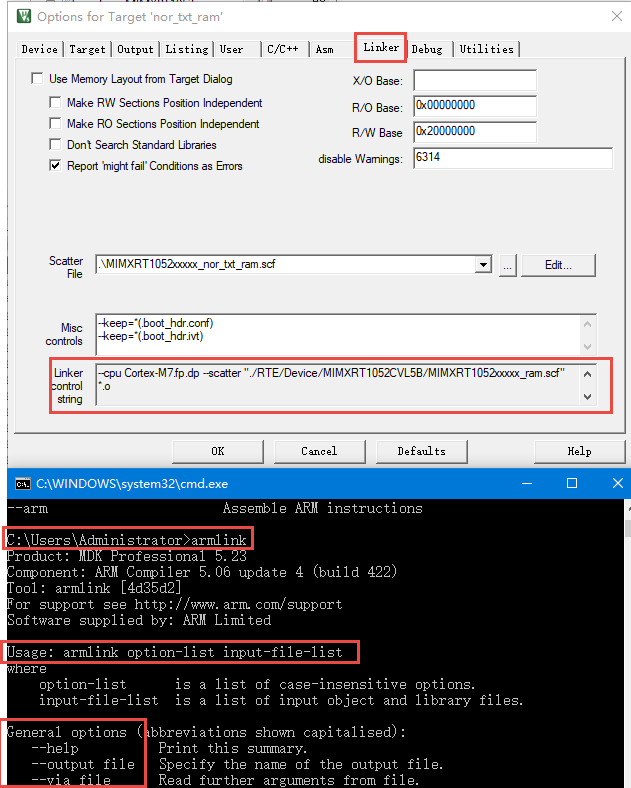 Options for Target 'nor_txt_ram'
Device Target Output Listing User C/C++ Asm Linker Debug Utilities
Use Memory Layout from Target Dialog
Make RW Sections Position Independent
Make RO Sections Position Independent
Don't Search Standard Libraries
Report 'might fail' Conditions as Errors
X/O Base:
R/O Base: 0x00000000
R/W Base 0x20000000
disable Warnings: 6314
Scatter
File
.\MIMXRT1052xxxxx_nor_txt_ram.scf
...
Edit...
Misc
controls
--keep=*(.boot_hdr.conf)
--keep=*(.boot_hdr.ivt)
Linker
control
string
--cpu Cortex-M7.fp.dp --scatter "./RTE/Device/MIMXRT1052CVL5B/MIMXRT1052xxxxx_ram.scf"
*.o
OK Cancel Defaults Help
C:\WINDOWS\system32\cmd.exe
--arm Assemble ARM instructions
C:\Users\Administrator>armlink
Product: MDK Professional 5.23
Component: ARM Compiler 5.06 update 4 (build 422)
Tool: armlink [4d35d2]
For support see http://www.arm.com/support
Software supplied by: ARM Limited
Usage: armlink option-list input-file-list
where
option-list is a list of case-insensitive options.
input-file-list is a list of input object and library files.
General options (abbreviations shown capitalised):
--help Print this summary.
--output file Specify the name of the output file.
--via file Read further arguments from file.